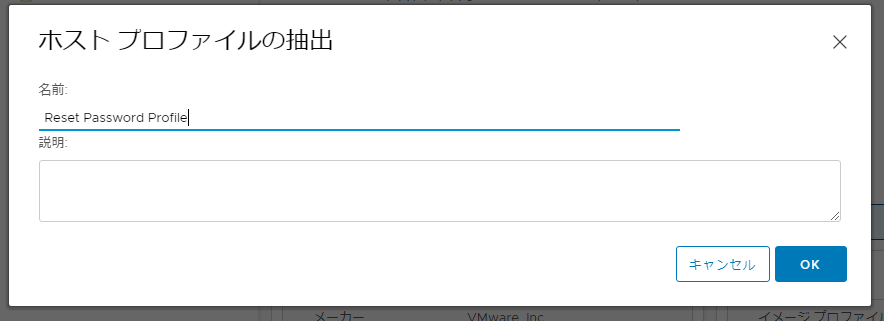 ホスト プロファイルの抽出
名前:
Reset Password Profile
説明:
キャンセル
OK
メーカー
VMware, Inc.
イメージ プロファイル